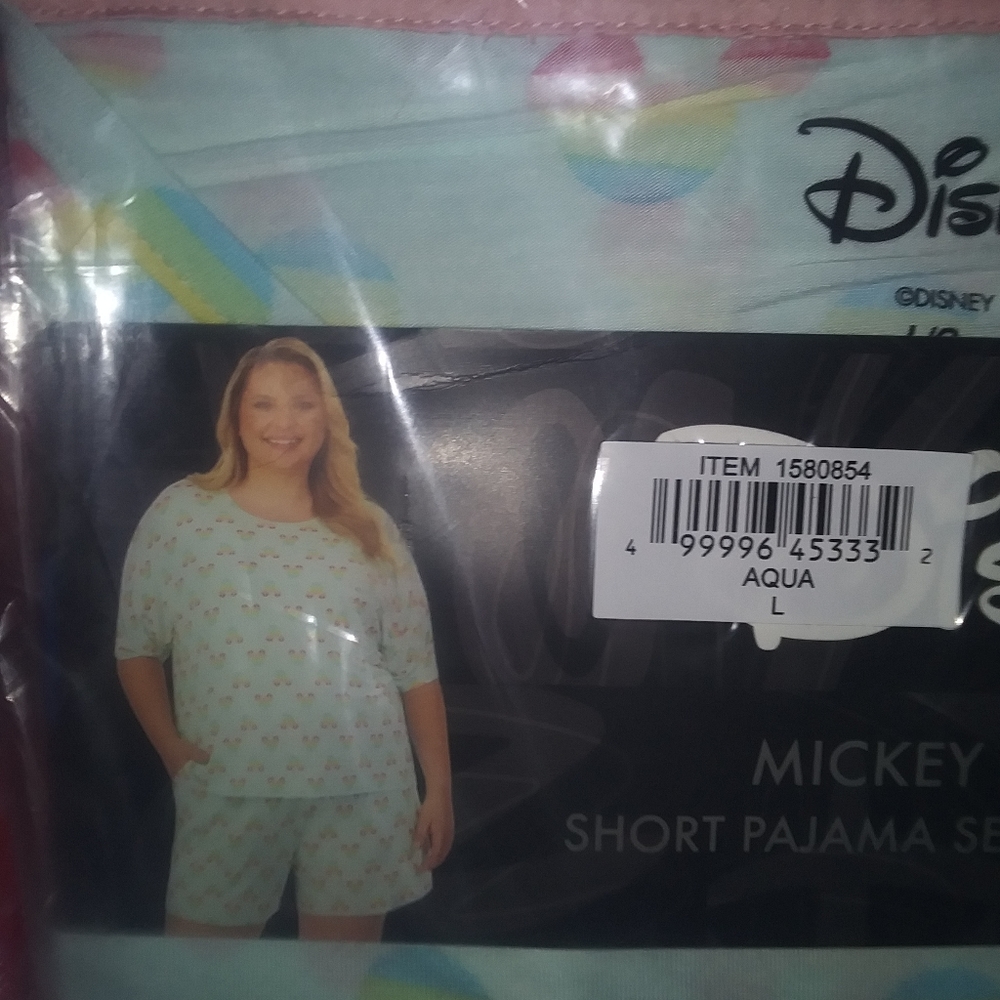 Dis
©DISNEY
ITEM 1580854
4 99996 45333 2
AQUA
L
MICKEY
SHORT PAJAMA SE